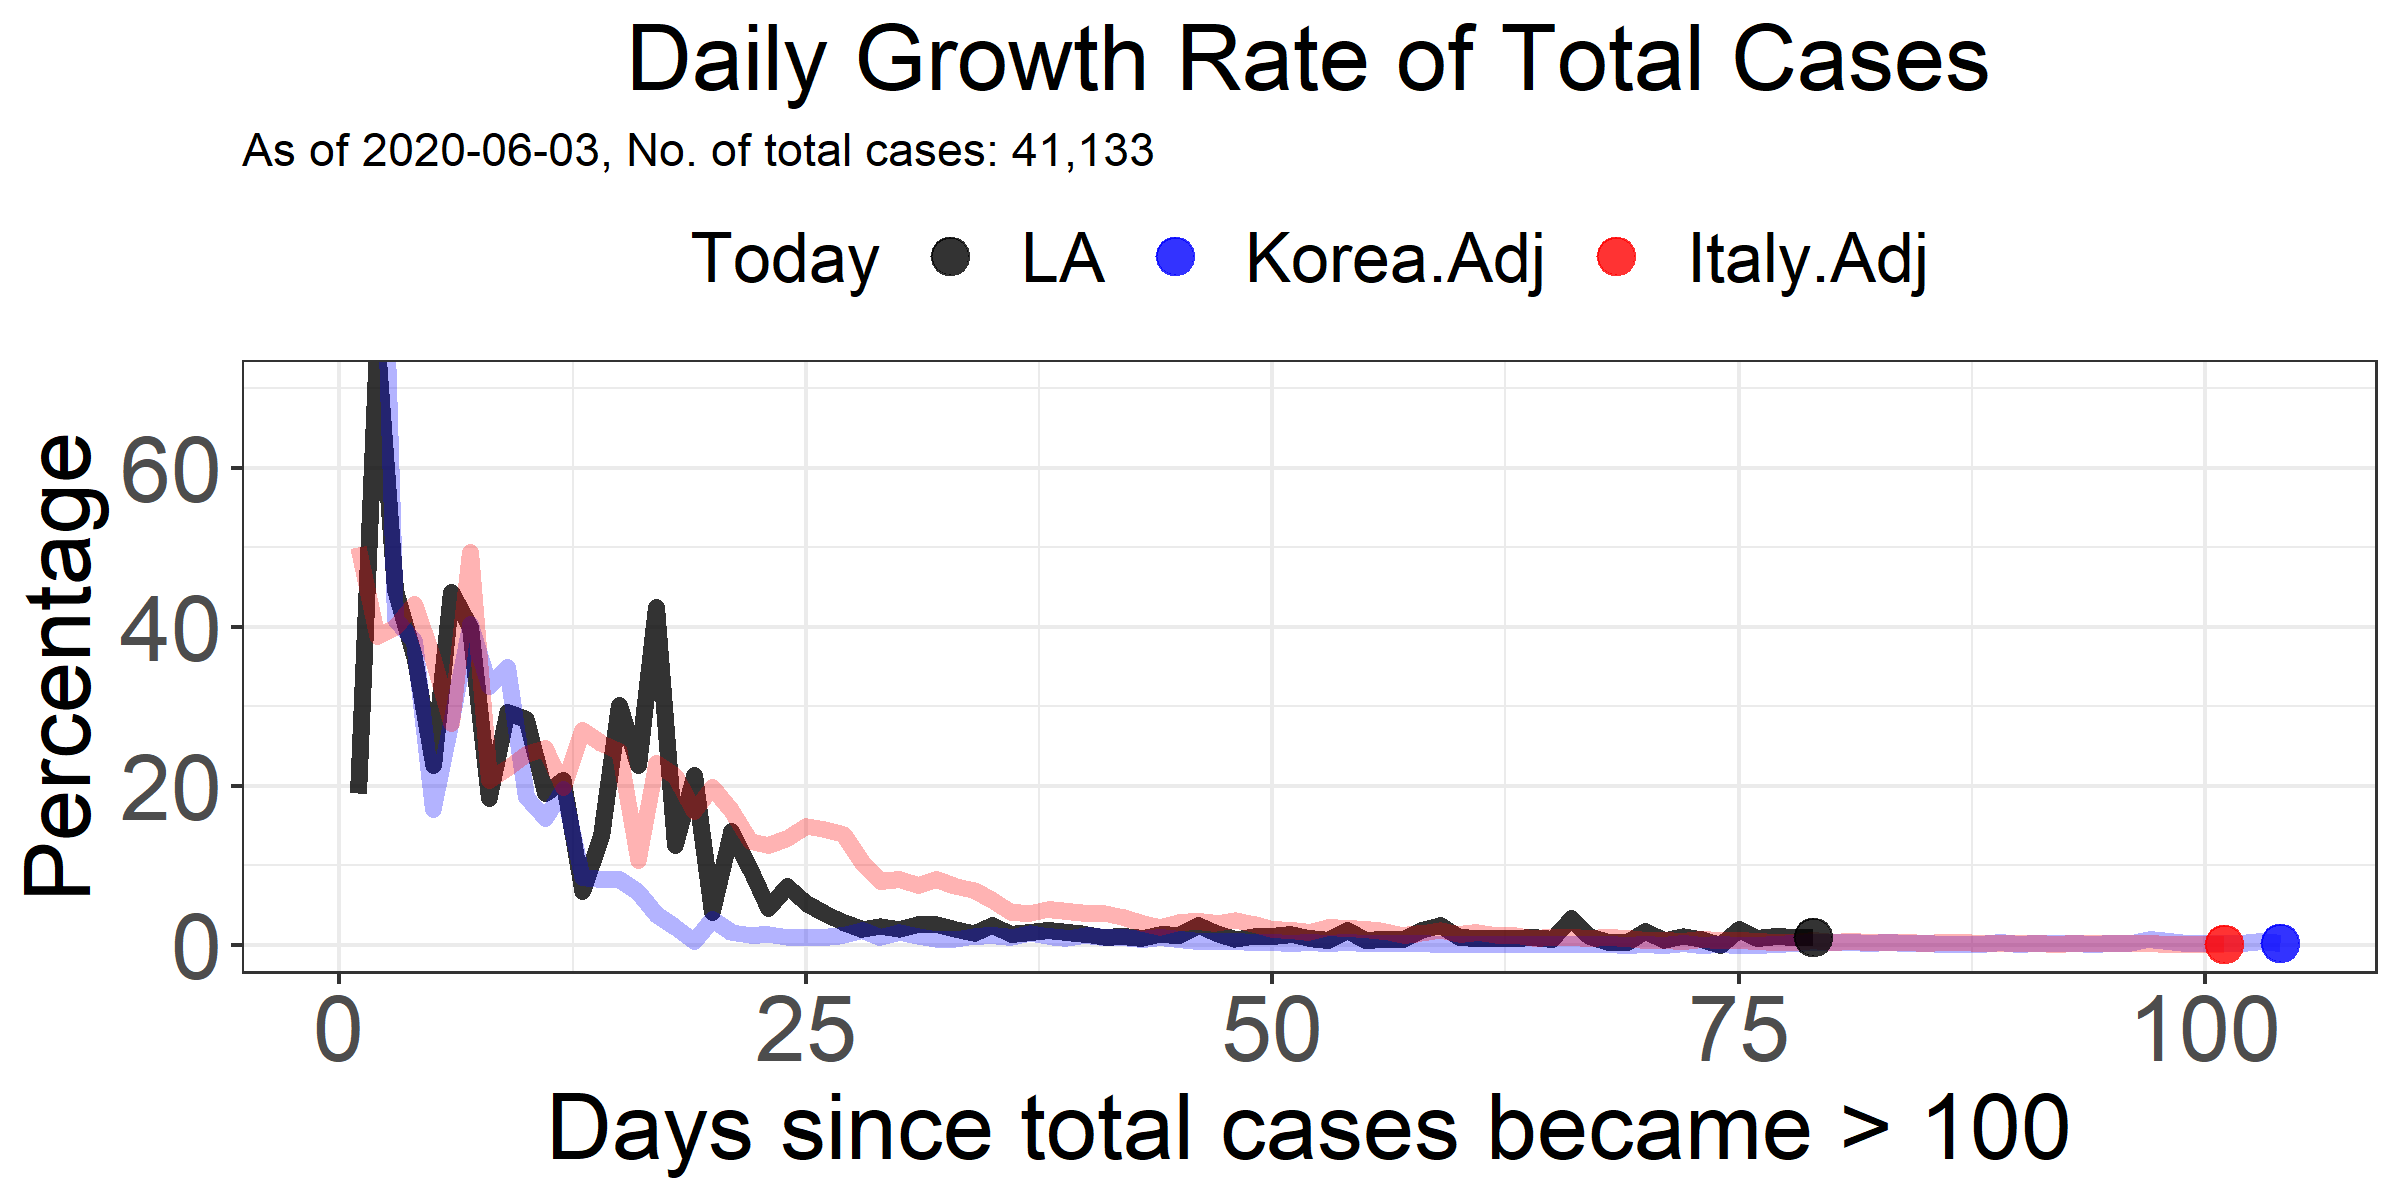 Daily Growth Rate of Total Cases
As of 2020-06-03, No. of total cases: 41,133
Today LA Korea.Adj Italy.Adj
Percentage
60
40
20
0
0 25 50 75 100
Days since total cases became > 100